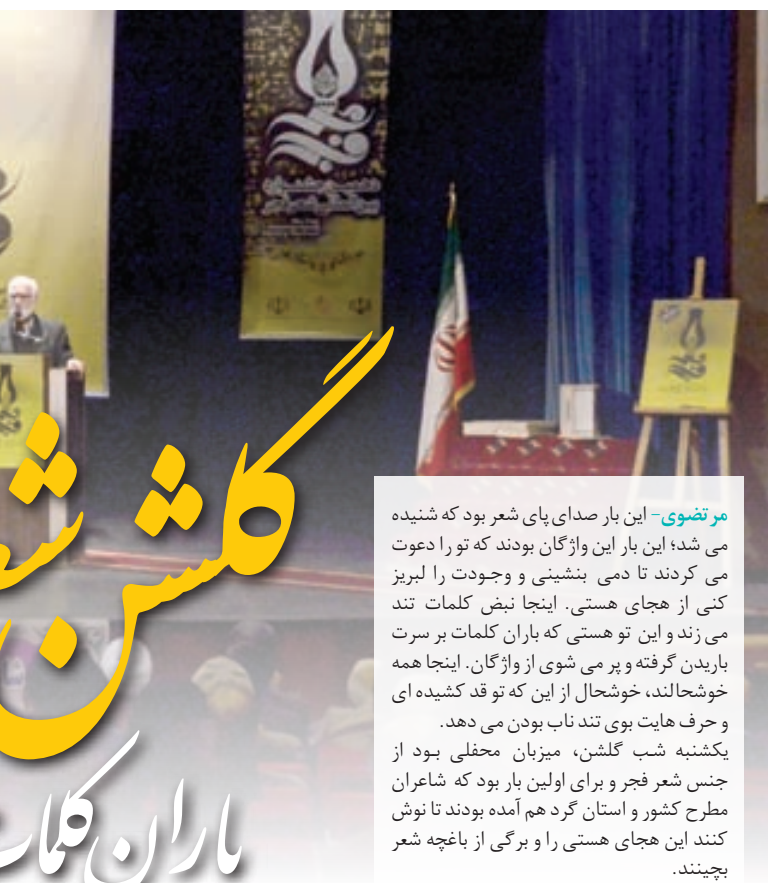 گلشن
باران کلمات
مرتضوی- این بار صدای پای شعر بود که شنیده
می شد؛ این بار این واژگان بودند که تو را دعوت
می کردند تا دمی بنشینی و وجودت را لبریز
کنی از هجای هستی. اینجا نبض کلمات تند
می زند و این تو هستی که باران کلمات بر سرت
باریدن گرفته و پر می شوی از واژگان. اینجا همه
خوشحالند، خوشحال از این که تو قد کشیده ای
و حرف هایت بوی تند ناب بودن می دهد.
یکشنبه شب گلشن، میزبان محفلی بود از
جنس شعر فجر و برای اولین بار بود که شاعران
مطرح کشور و استان گرد هم آمده بودند تا نوش
کنند این هجای هستی را و برگی از باغچه شعر
بچینند.